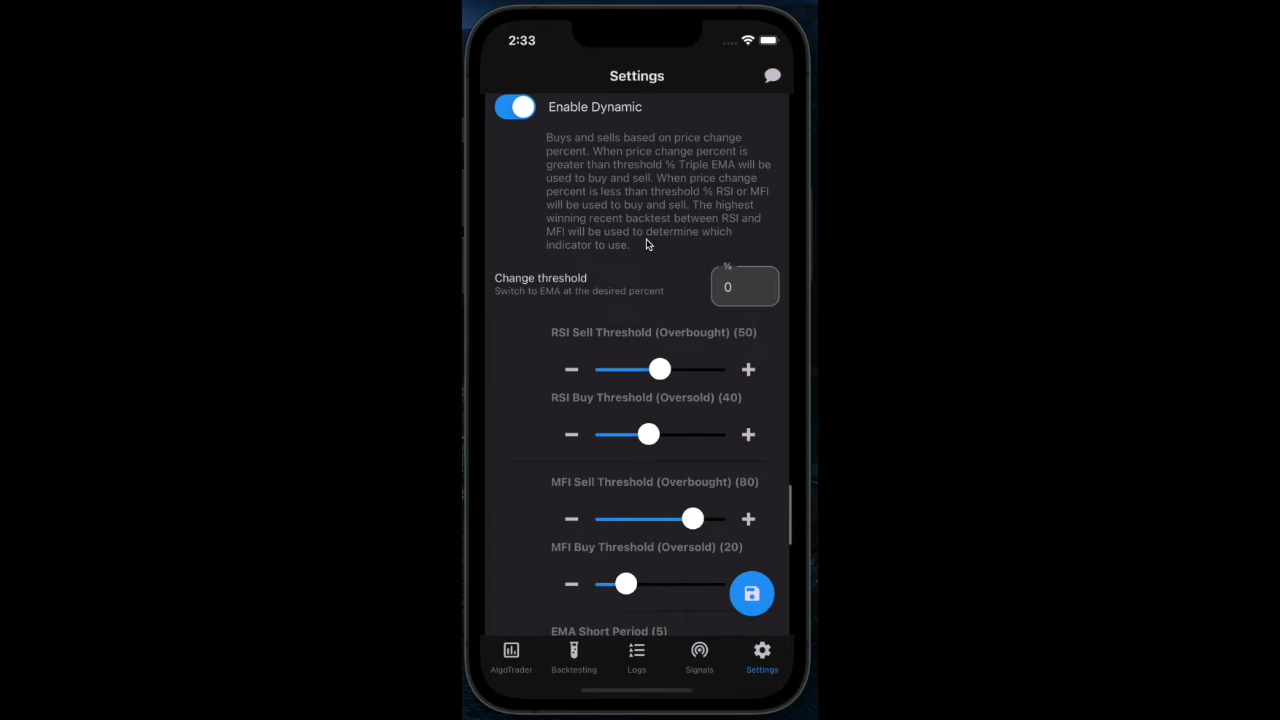 2:33
Settings
Enable Dynamic
Buys and sells based on price change
percent. When price change percent is
greater than threshold % Triple EMA will be
used to buy and sell. When price change
percent is less than threshold % RSI or MFI
will be used to buy and sell. The highest
winning recent backtest between RSI and
MFI will be used to determine which
indicator to use.
%
Change threshold
0
Switch to EMA at the desired percent
RSI Sell Threshold (Overbought) (50)
RSI Buy Threshold (Oversold) (40)
MFI Sell Threshold (Overbought) (80)
MFI Buy Threshold (Oversold) (20)
EMA Short Period (5)
AlgoTrader Backtesting Logs Signals Settings